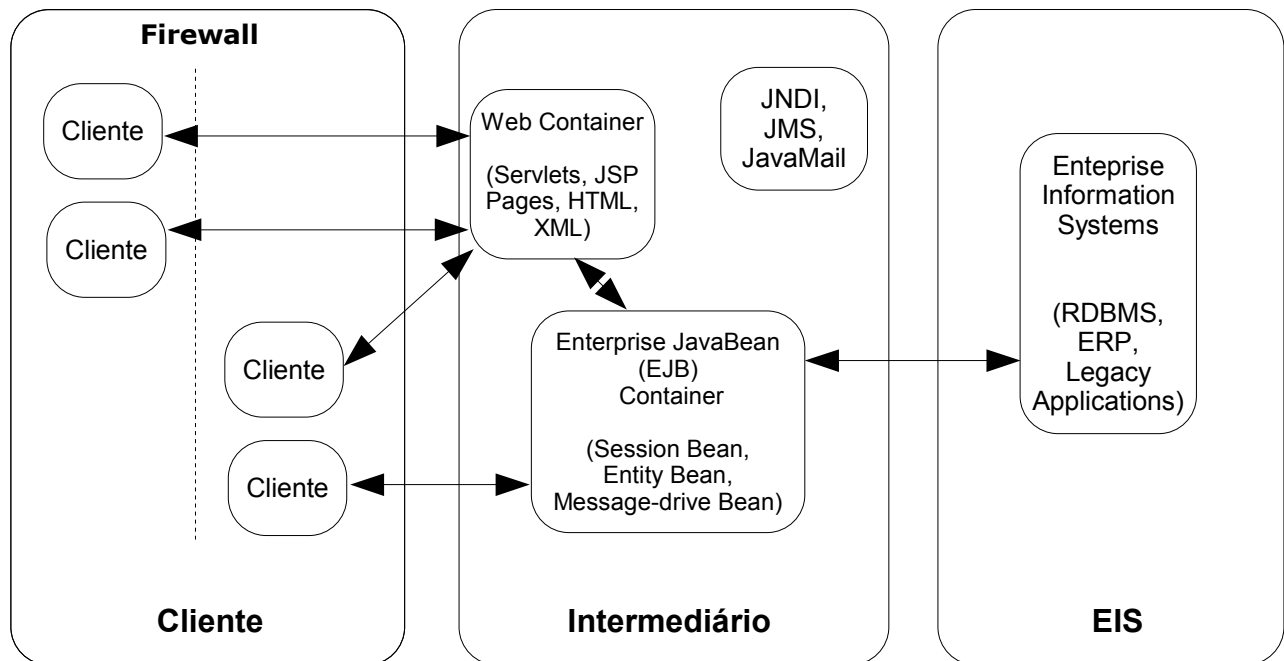 Firewall
Cliente
Cliente
Cliente
Cliente
Cliente
Web Container
(Servlets, JSP
Pages, HTML,
XML)
JNDI,
JMS,
JavaMail
Enterprise JavaBean
(EJB)
Container
(Session Bean,
Entity Bean,
Message-drive Bean)
Intermediário
Enteprise
Information
Systems
(RDBMS,
ERP,
Legacy
Applications)
EIS